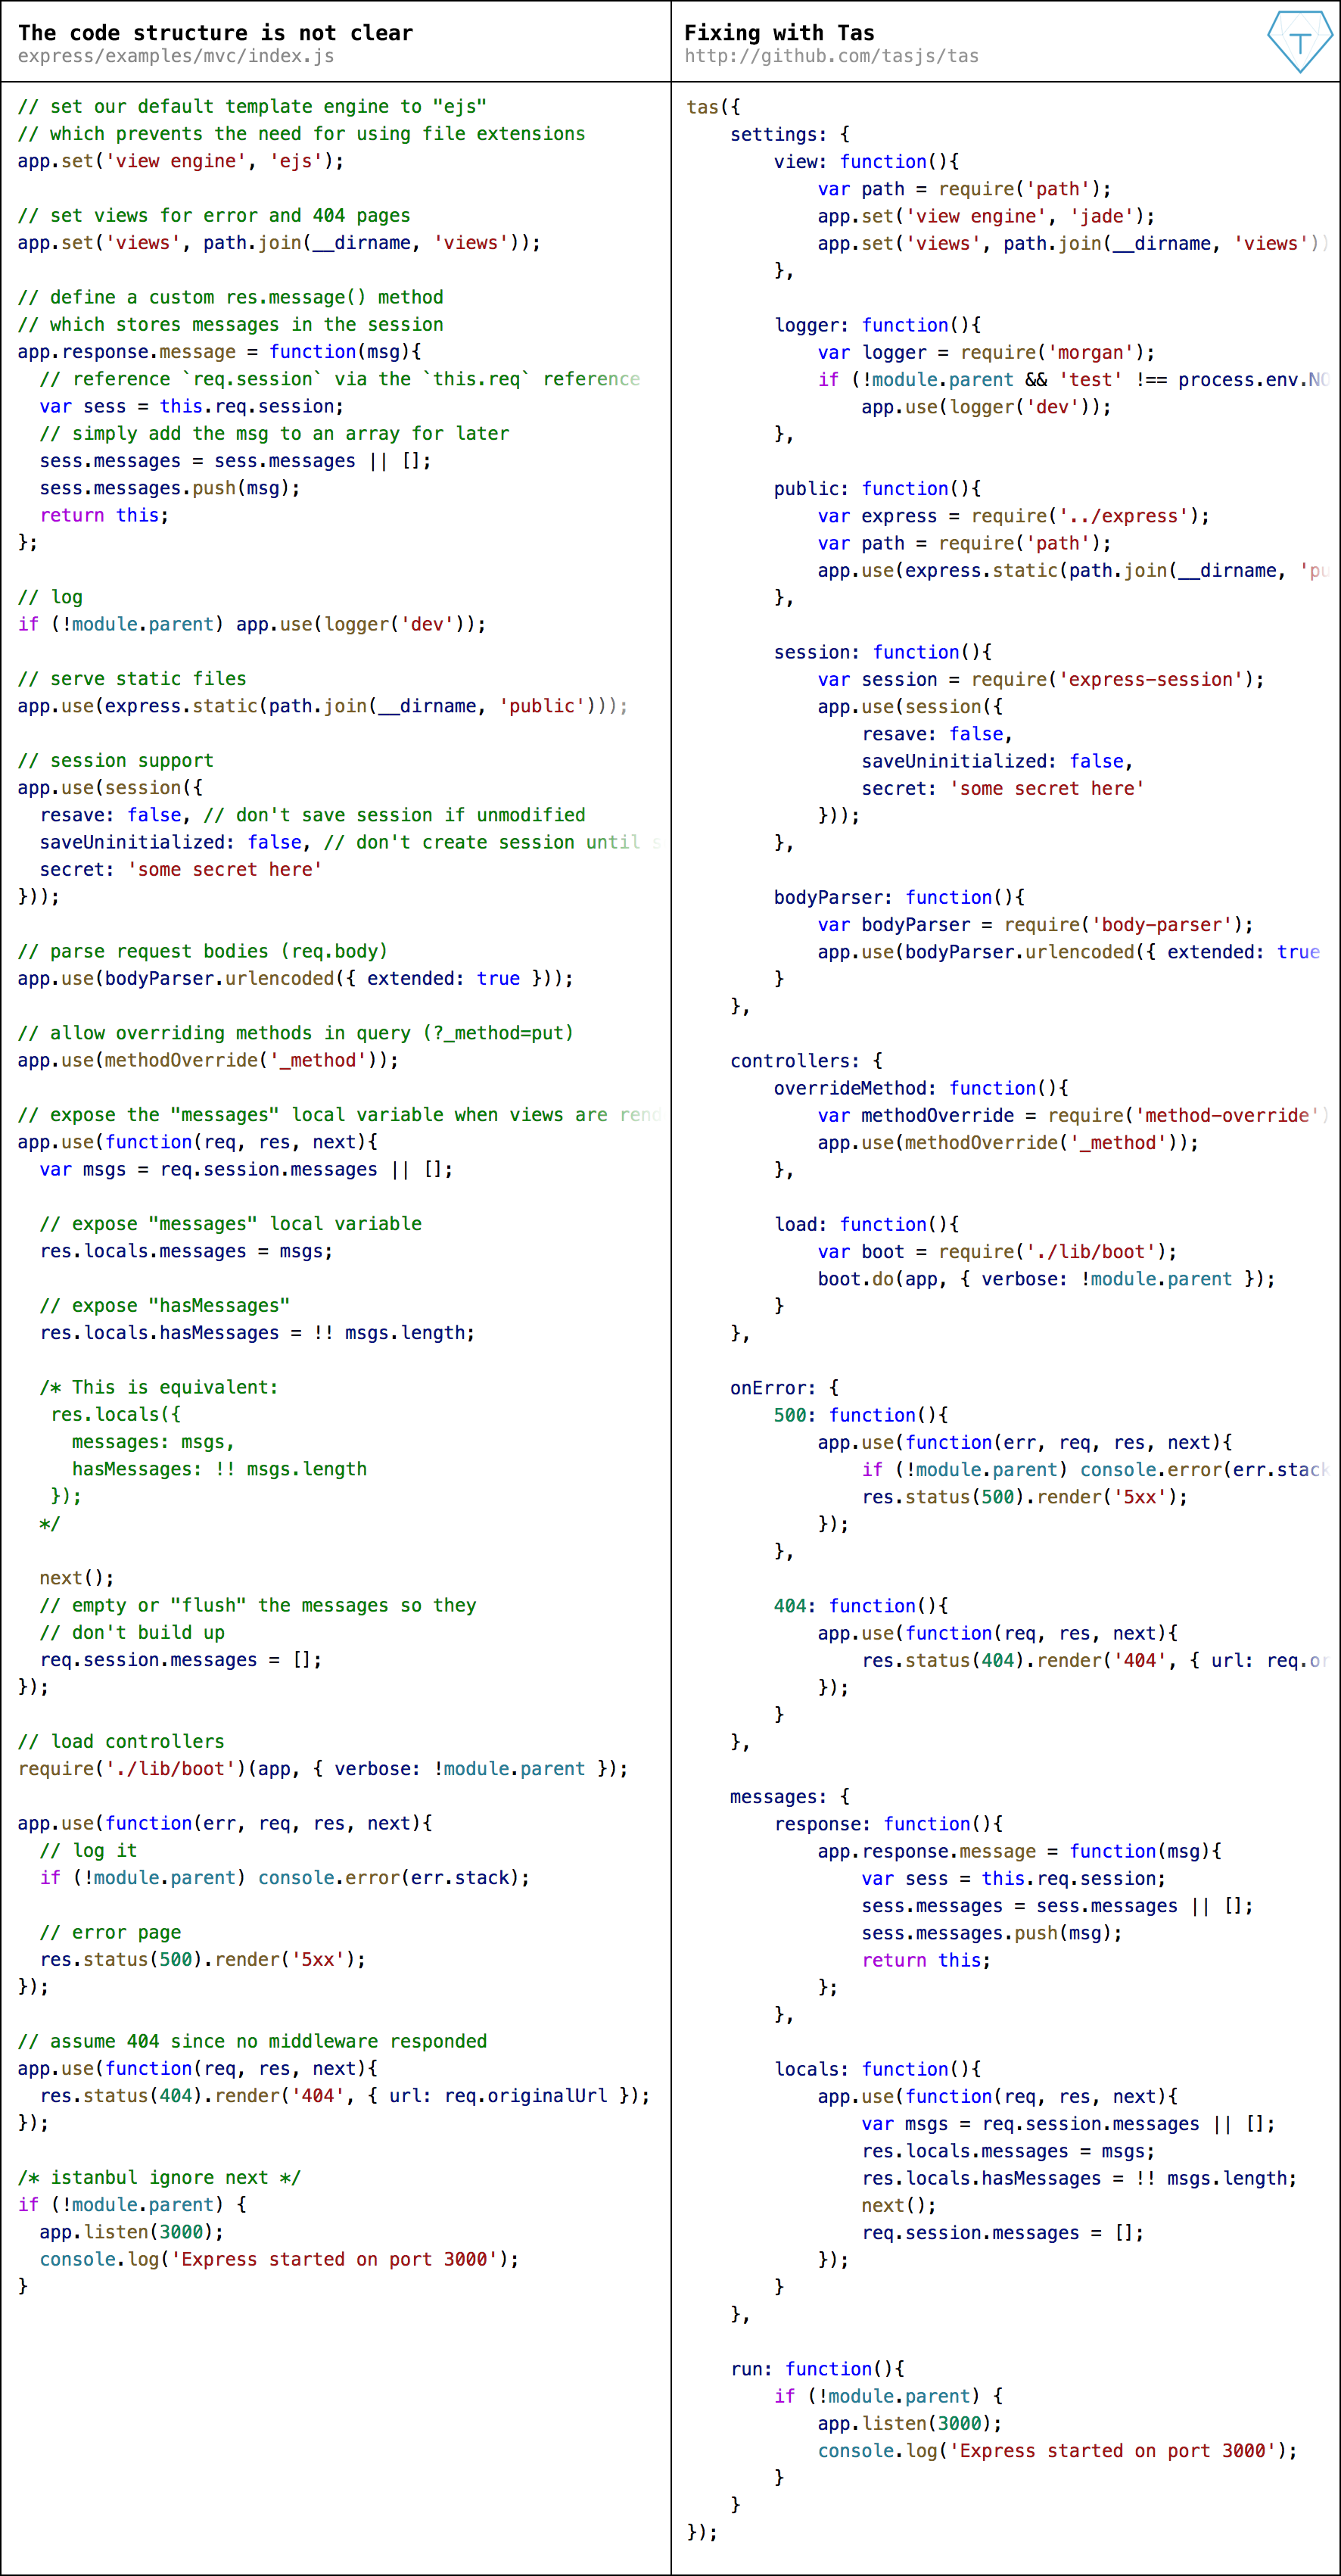 The code structure is not clear
express/examples/mvc/index.js
// set our default template engine to "ejs"
// which prevents the need for using file extensions
app.set('view engine', 'ejs');

// set views for error and 404 pages
app.set('views', path.join(__dirname, 'views'));

// define a custom res.message() method
// which stores messages in the session
app.response.message = function(msg){
  // reference `req.session` via the `this.req` reference
  var sess = this.req.session;
  // simply add the msg to an array for later
  sess.messages = sess.messages || [];
  sess.messages.push(msg);
  return this;
};

// log
if (!module.parent) app.use(logger('dev'));

// serve static files
app.use(express.static(path.join(__dirname, 'public')));

// session support
app.use(session({
  resave: false, // don't save session if unmodified
  saveUninitialized: false, // don't create session until s
  secret: 'some secret here'
}));

// parse request bodies (req.body)
app.use(bodyParser.urlencoded({ extended: true }));

// allow overriding methods in query (?_method=put)
app.use(methodOverride('_method'));

// expose the "messages" local variable when views are rend
app.use(function(req, res, next){
  var msgs = req.session.messages || [];

  // expose "messages" local variable
  res.locals.messages = msgs;

  // expose "hasMessages"
  res.locals.hasMessages = !! msgs.length;

  /* This is equivalent:
   res.locals({
     messages: msgs,
     hasMessages: !! msgs.length
   });
  */

  next();
  // empty or "flush" the messages so they
  // don't build up
  req.session.messages = [];
});

// load controllers
require('./lib/boot')(app, { verbose: !module.parent });

app.use(function(err, req, res, next){
  // log it
  if (!module.parent) console.error(err.stack);

  // error page
  res.status(500).render('5xx');
});

// assume 404 since no middleware responded
app.use(function(req, res, next){
  res.status(404).render('404', { url: req.originalUrl });
});

/* istanbul ignore next */
if (!module.parent) {
  app.listen(3000);
  console.log('Express started on port 3000');
}
Fixing with Tas
http://github.com/tasjs/tas
T
tas({
    settings: {
        view: function(){
            var path = require('path');
            app.set('view engine', 'jade');
            app.set('views', path.join(__dirname, 'views'))
        },

        logger: function(){
            var logger = require('morgan');
            if (!module.parent && 'test' !== process.env.NO
                app.use(logger('dev'));
        },

        public: function(){
            var express = require('../express');
            var path = require('path');
            app.use(express.static(path.join(__dirname, 'pu
        },

        session: function(){
            var session = require('express-session');
            app.use(session({
                resave: false,
                saveUninitialized: false,
                secret: 'some secret here'
            }));
        },

        bodyParser: function(){
            var bodyParser = require('body-parser');
            app.use(bodyParser.urlencoded({ extended: true
        }
    },

    controllers: {
        overrideMethod: function(){
            var methodOverride = require('method-override')
            app.use(methodOverride('_method'));
        },

        load: function(){
            var boot = require('./lib/boot');
            boot.do(app, { verbose: !module.parent });
        }
    },

    onError: {
        500: function(){
            app.use(function(err, req, res, next){
                if (!module.parent) console.error(err.stack
                res.status(500).render('5xx');
            });
        },

        404: function(){
            app.use(function(req, res, next){
                res.status(404).render('404', { url: req.or
            });
        }
    },

    messages: {
        response: function(){
            app.response.message = function(msg){
                var sess = this.req.session;
                sess.messages = sess.messages || [];
                sess.messages.push(msg);
                return this;
            };
        },

        locals: function(){
            app.use(function(req, res, next){
                var msgs = req.session.messages || [];
                res.locals.messages = msgs;
                res.locals.hasMessages = !! msgs.length;
                next();
                req.session.messages = [];
            });
        }
    },

    run: function(){
        if (!module.parent) {
            app.listen(3000);
            console.log('Express started on port 3000');
        }
    }
});